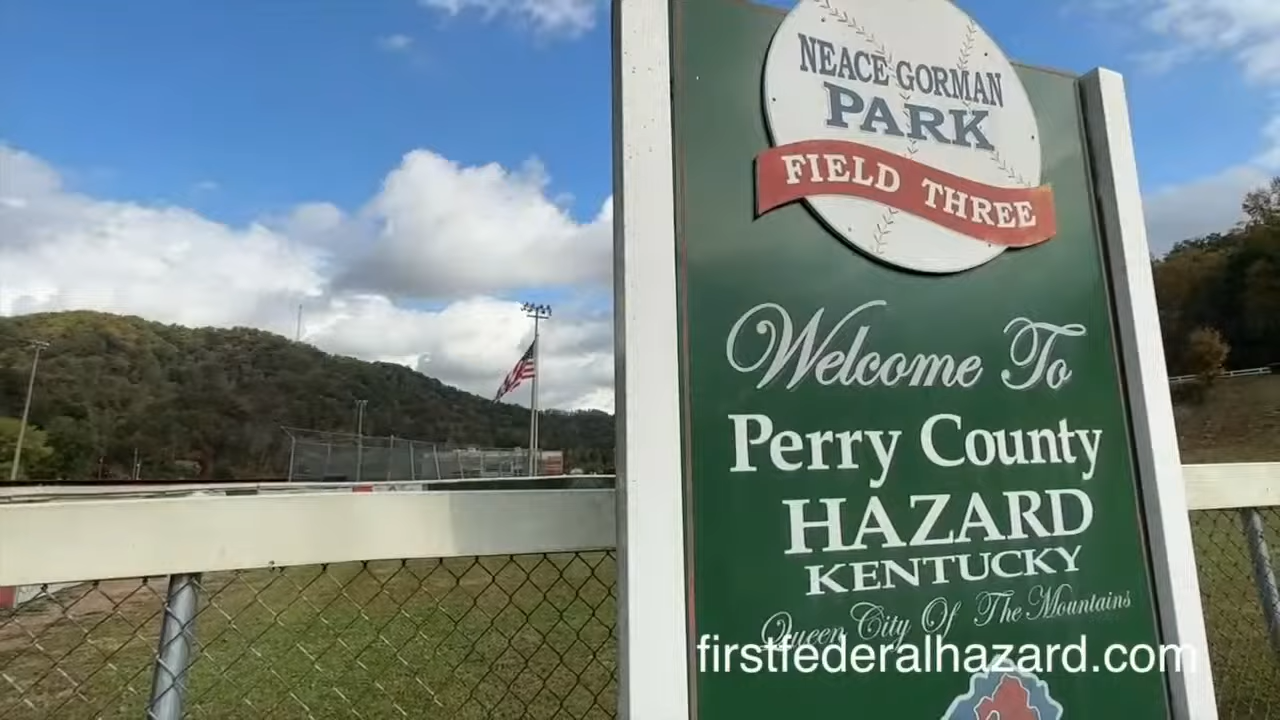 NEACE GORMAN
PARK
FIELD THREE
Welcome To
Perry County
HAZARD
KENTUCKY
Queen City Of The Mountains
firstfederalhazard.com